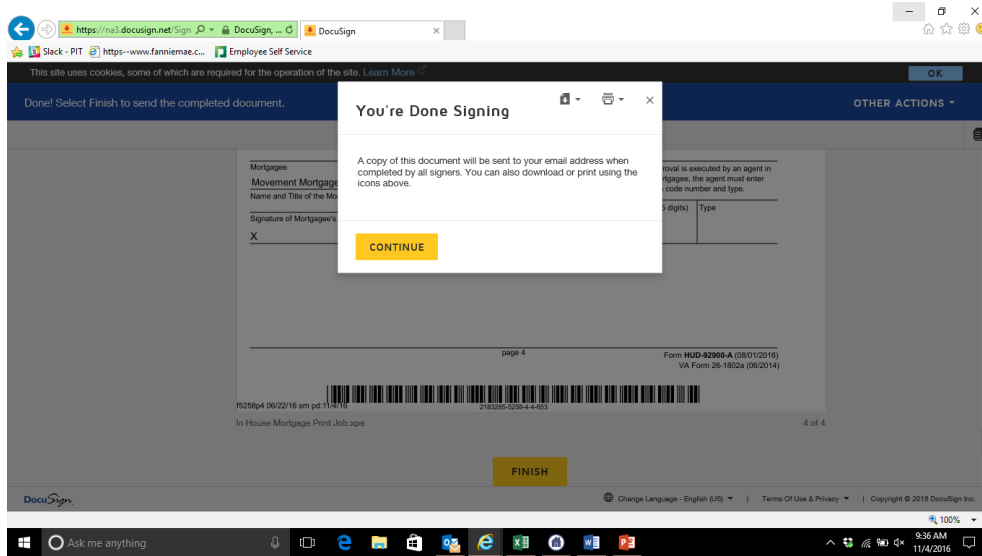 https://na3.docusign.net/Sign
DocuSign, ...
DocuSign
Slack - PIT
https--www.fanniemae.c...
Employee Self Service
This site uses cookies, some of which are required for the operation of the site. Learn More
OK
Done! Select Finish to send the completed document.
OTHER ACTIONS
You're Done Signing
A copy of this document will be sent to your email address when
completed by all signers. You can also download or print using the
icons above.
CONTINUE
Mortgagee
Movement Mortgage
Name and Title of the Mo
Signature of Mortgagee's
X
roval is executed by an agent in
rtgagee, the agent must enter
code number and type.
5 digits)
Type
page 4
Form HUD-92900-A (08/01/2016)
VA Form 26-1802a (06/2014)
f5258p4 06/22/16 sm pd:11/4/16
2183285-5258-4-4-653
In House Mortgage Print Job.xps
4 of 4
FINISH
DocuSign
Change Language - English (US)
|
Terms Of Use & Privacy
|
Copyright © 2016 DocuSign Inc.
100%
Ask me anything
9:36 AM
11/4/2016